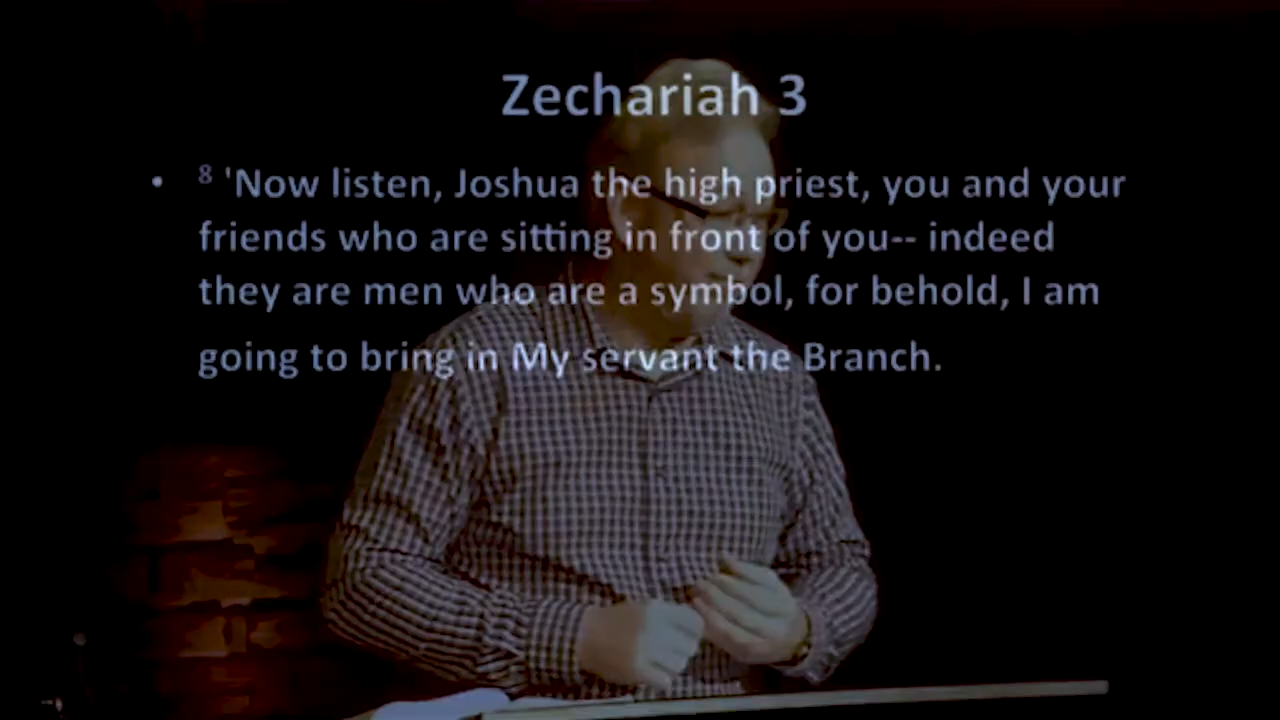 Zechariah 3
• 8 'Now listen, Joshua the high priest, you and your
friends who are sitting in front of you-- indeed
they are men who are a symbol, for behold, I am
going to bring in My servant the Branch.